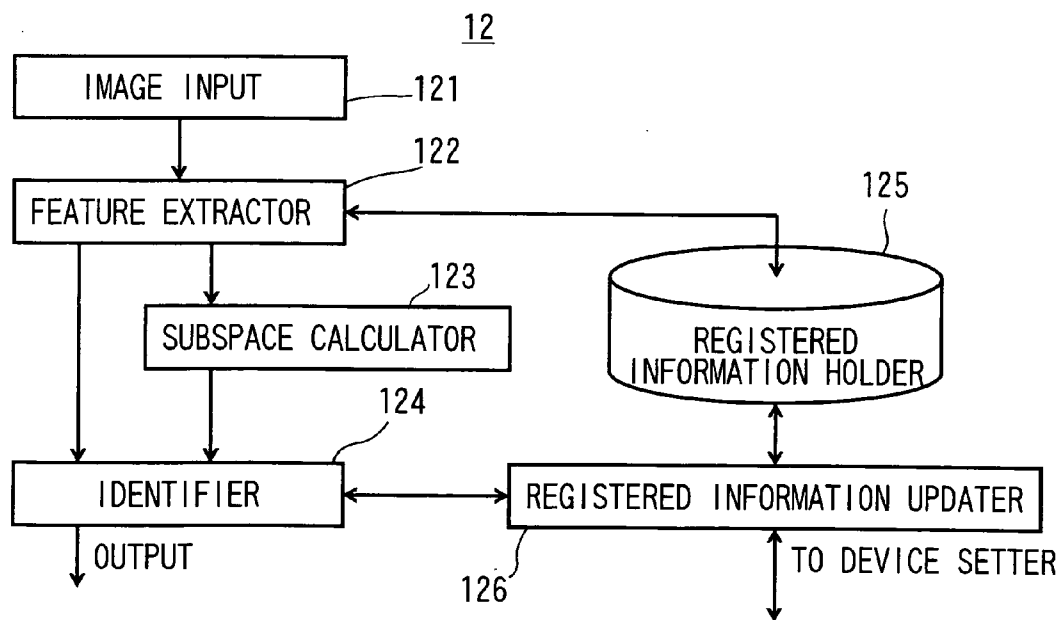 12
IMAGE INPUT
121
122
FEATURE EXTRACTOR
125
123
SUBSPACE CALCULATOR
REGISTERED
INFORMATION HOLDER
124
IDENTIFIER
REGISTERED INFORMATION UPDATER
OUTPUT
126
TO DEVICE SETTER